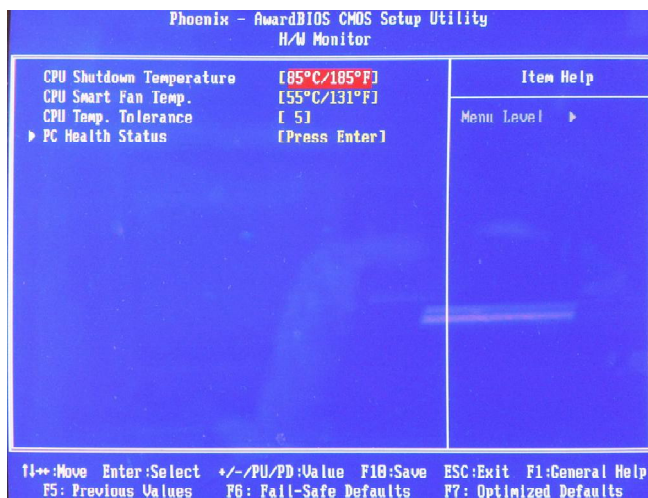 Phoenix - AwardBIOS CMOS Setup Utility
H/W Monitor
CPU Shutdown Temperature [85°C/185°F]
CPU Smart Fan Temp. [55°C/131°F]
CPU Temp. Tolerance [ 5]
▶ PC Health Status [Press Enter]
Item Help
Menu Level ▶
↑↓↔:Move Enter:Select +/-/PU/PD:Value F10:Save ESC:Exit F1:General Help
F5: Previous Values F6: Fail-Safe Defaults F7: Optimized Defaults